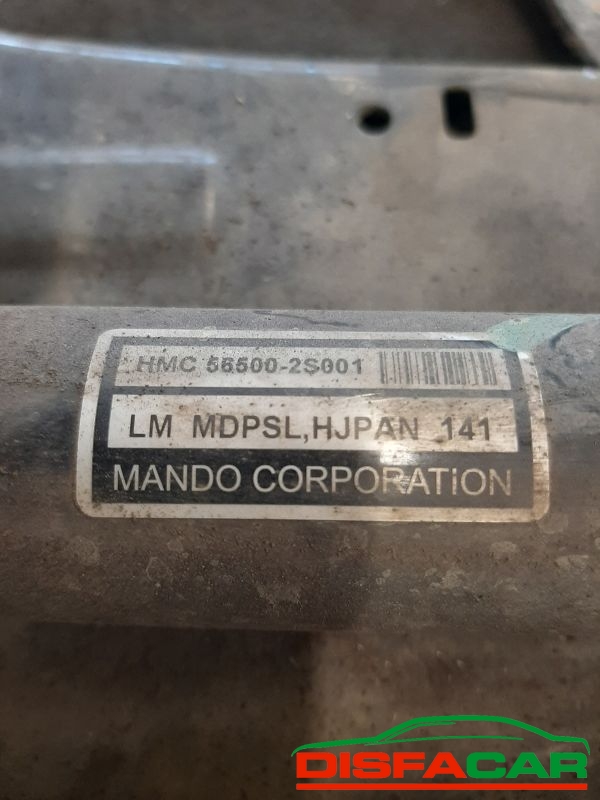 HMC 56500-2S001
LM MDPSL,HJPAN 141
MANDO CORPORATION
DISFACAR